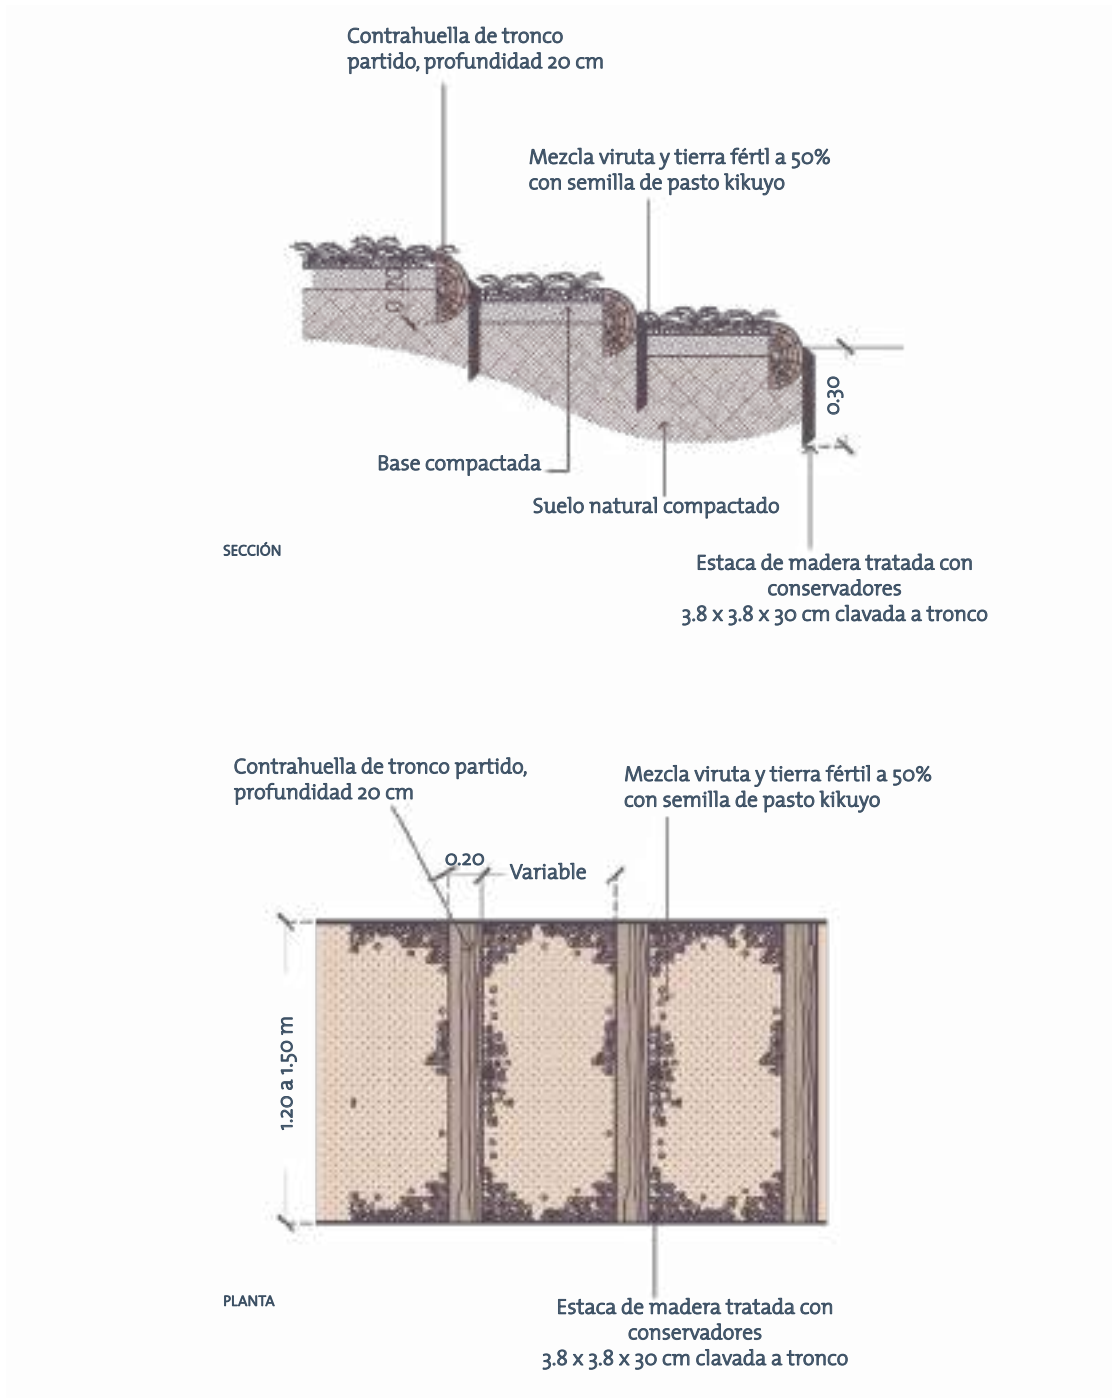 Contrahuella de tronco
partido, profundidad 20 cm
Mezcla viruta y tierra fértl a 50%
con semilla de pasto kikuyo
0.20
0.30
Base compactada
Suelo natural compactado
SECCIÓN
Estaca de madera tratada con
conservadores
3.8 x 3.8 x 30 cm clavada a tronco
Contrahuella de tronco partido,
profundidad 20 cm
Mezcla viruta y tierra fértil a 50%
con semilla de pasto kikuyo
0.20
Variable
1.20 a 1.50 m
PLANTA
Estaca de madera tratada con
conservadores
3.8 x 3.8 x 30 cm clavada a tronco